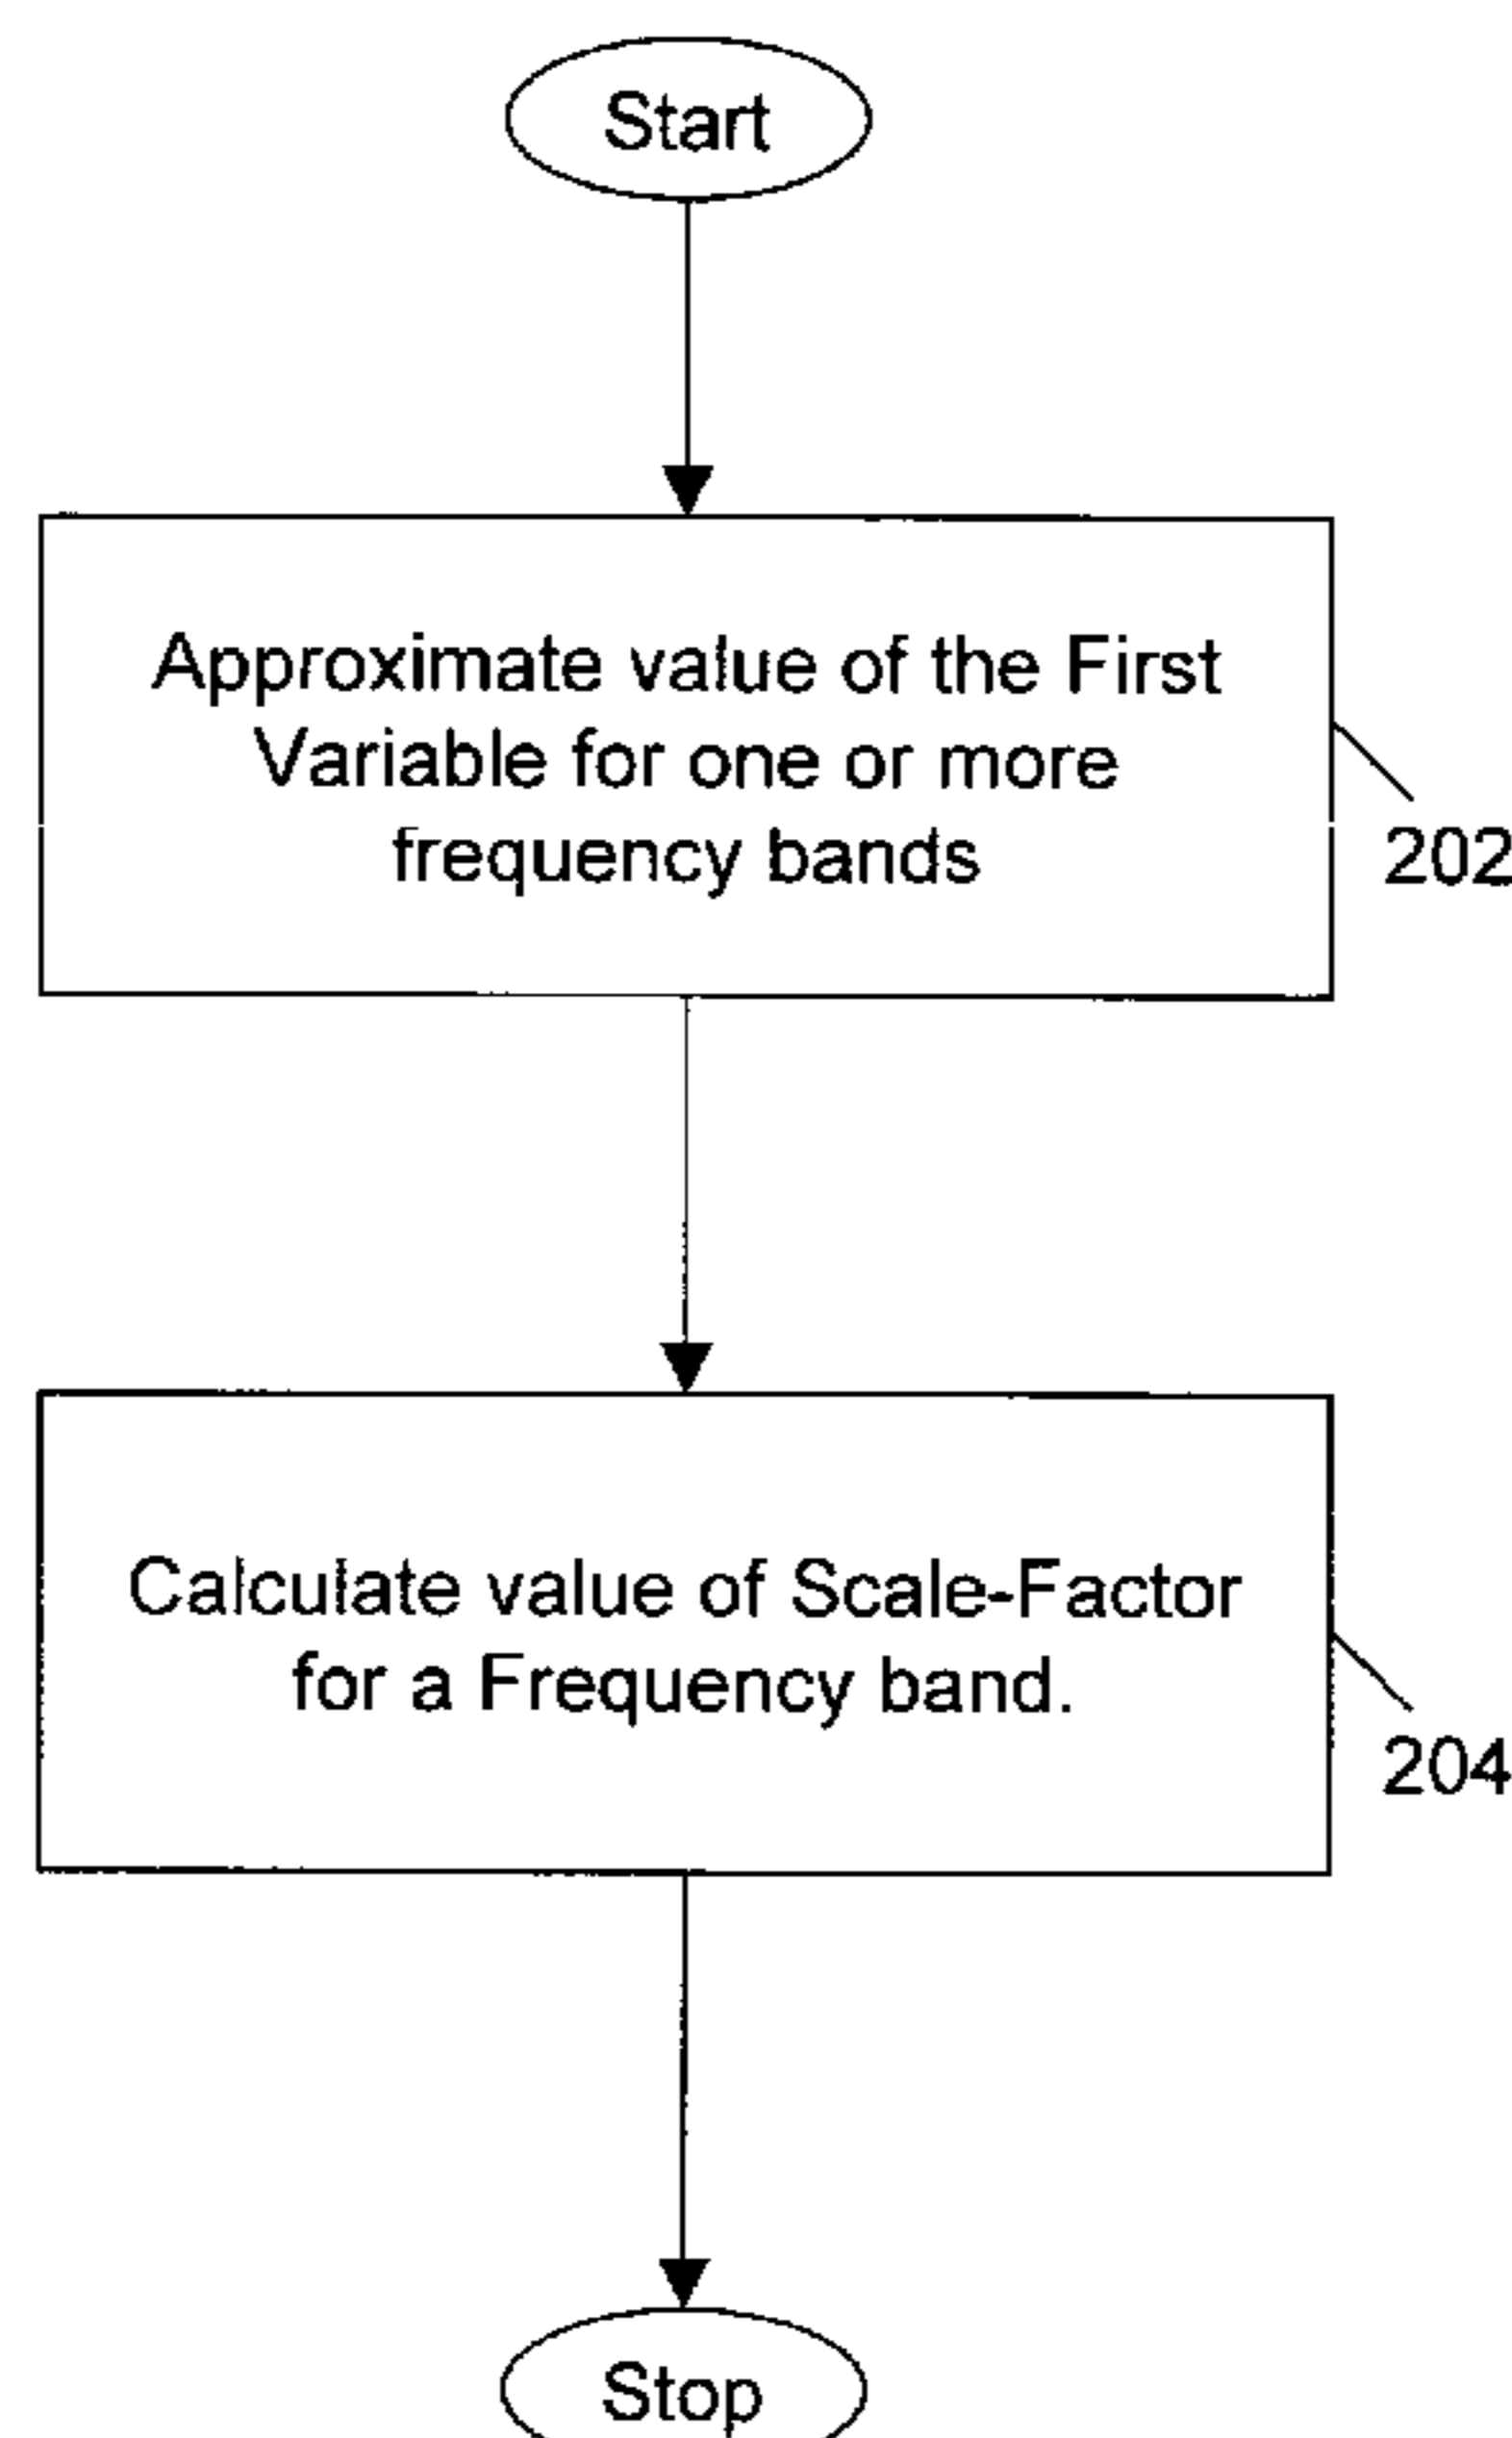 Start
Approximate value of the First
Variable for one or more
frequency bands
202
Calculate value of Scale-Factor
for a Frequency band.
204
Stop